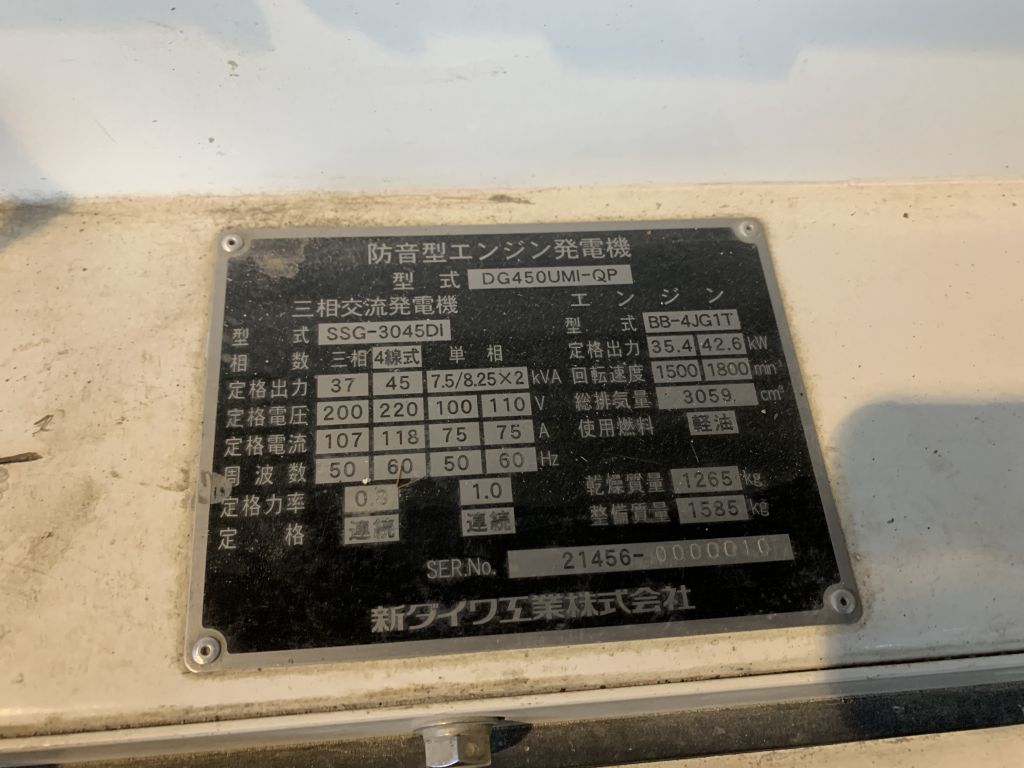 防音型エンジン発電機
型式 DG450UMI-QP
三相交流発電機
型式 SSG-3045Di
相数 三相 4線式 単相
定格出力 37 45 7.5/8.25×2 kVA
定格電圧 200 220 100 110 V
定格電流 107 118 75 75 A
周波数 50 60 50 60 Hz
定格力率 0.8 1.0
定格 連続 連続
エンジン
型式 BB-4JG1T
定格出力 35.4 42.6 kW
回転速度 1500 1800 min⁻¹
総排気量 3059 cm³
使用燃料 軽油
乾燥質量 1265 kg
整備質量 1585 kg
SER.No. 21456-0000010
新ダイワ工業株式会社